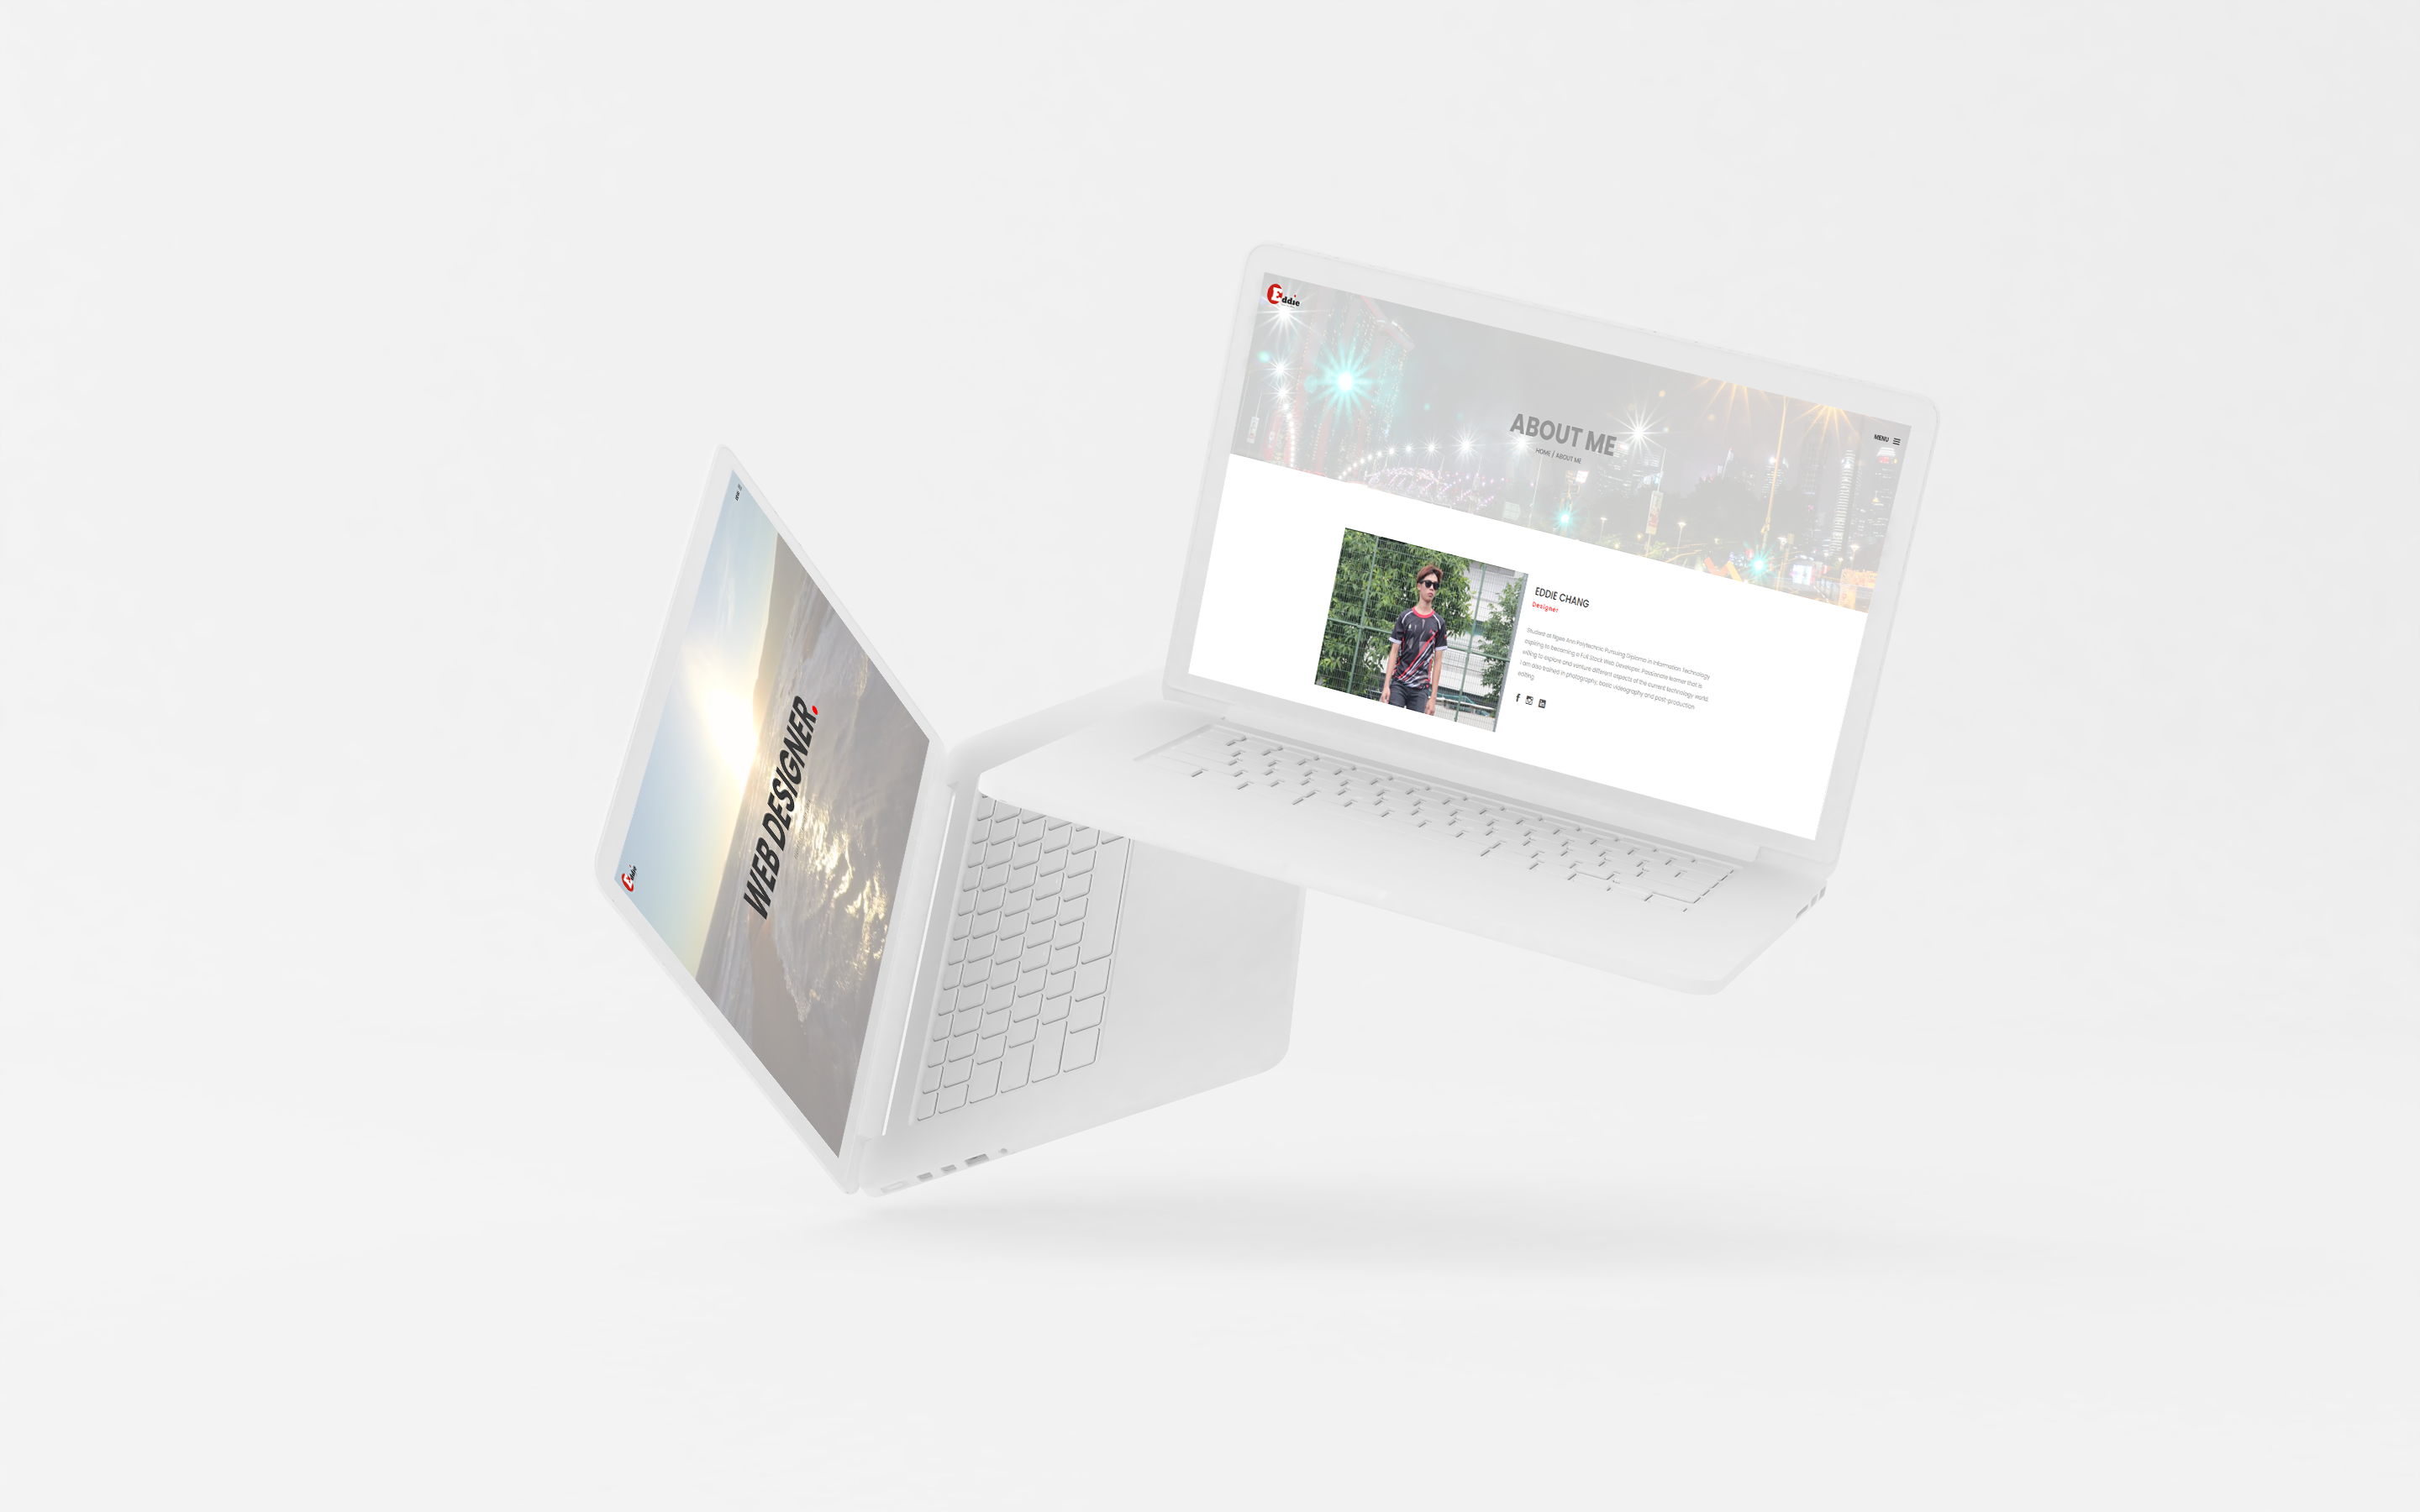 Eddie
MENU
ABOUT ME
HOME / ABOUT ME
EDDIE CHANG
Designer
Student at Ngee Ann Polytechnic Pursuing Diploma in Information Technology
inspiring to becoming a Full Stack Web Developer. Passionate learner that is
willing to explore and venture different aspects of the current technology world.
I am also trained in photography, basic videography and post-production
editing.
WEB DESIGNER.
Eddie